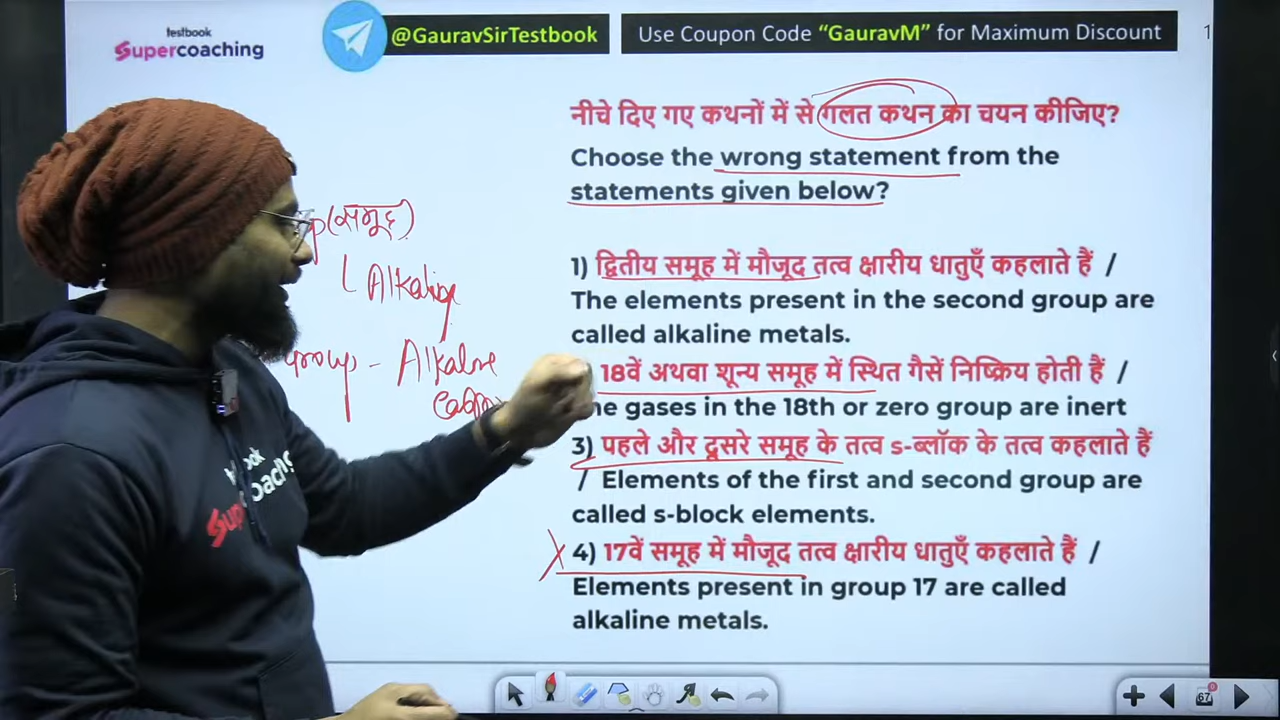 testbook
Supercoaching
@GauravSirTestbook
Use Coupon Code “GauravM” for Maximum Discount
1
नीचे दिए गए कथनों में से गलत कथन का चयन कीजिए?
Choose the wrong statement from the
statements given below?
(समूह)
Alkaline
group - Alkaline
1) द्वितीय समूह में मौजूद तत्व क्षारीय धातुएँ कहलाते हैं /
The elements present in the second group are
called alkaline metals.
18वें अथवा शून्य समूह में स्थित गैसें निष्क्रिय होती हैं /
gases in the 18th or zero group are inert
3) पहले और दुसरे समूह के तत्व s-ब्लॉक के तत्व कहलाते हैं
/ Elements of the first and second group are
called s-block elements.
4) 17वें समूह में मौजूद तत्व क्षारीय धातुएँ कहलाते हैं /
Elements present in group 17 are called
alkaline metals.
67